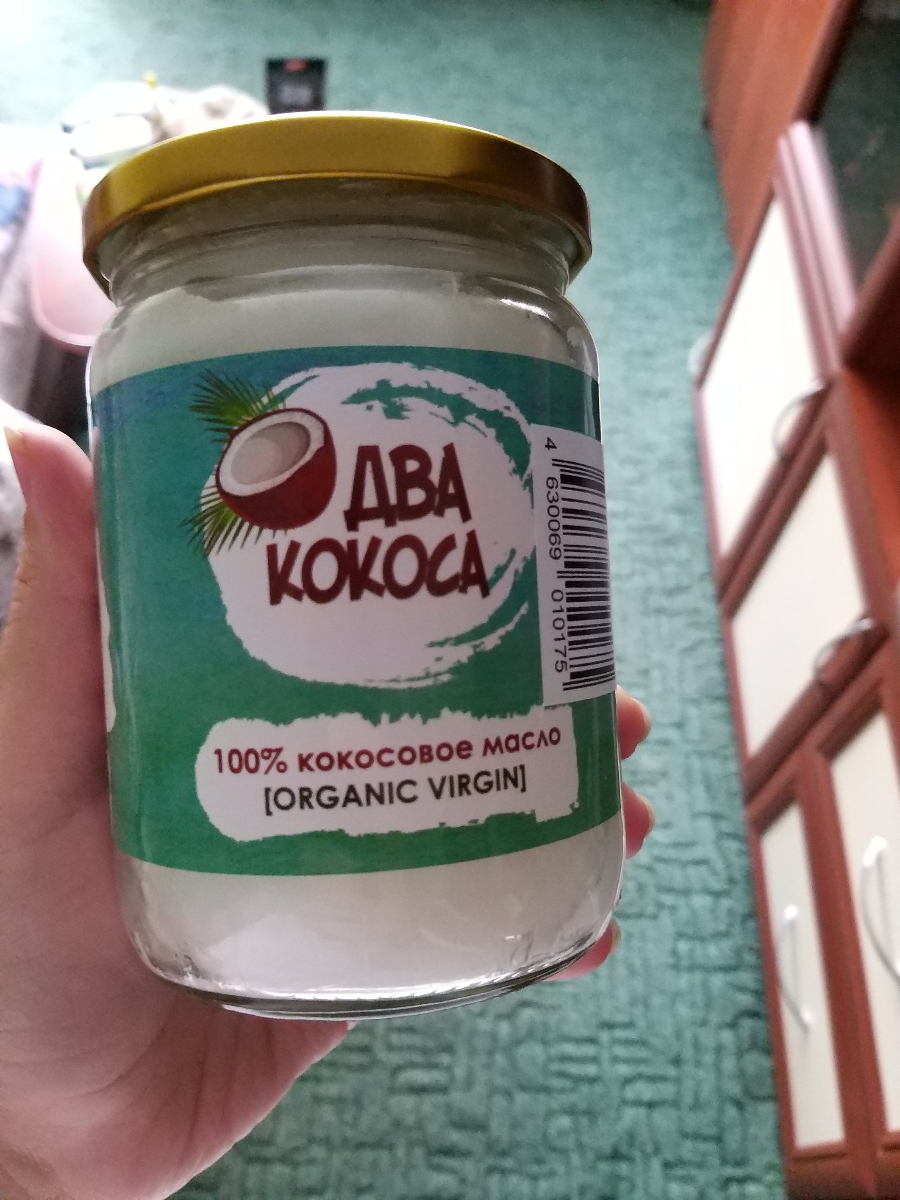 ДВА
КОКОСА
100% кокосовое масло
[ORGANIC VIRGIN]
4 630069 010175